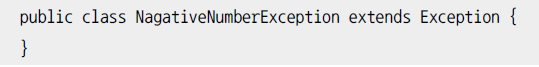 public class NagativeNumberException extends Exception {
}